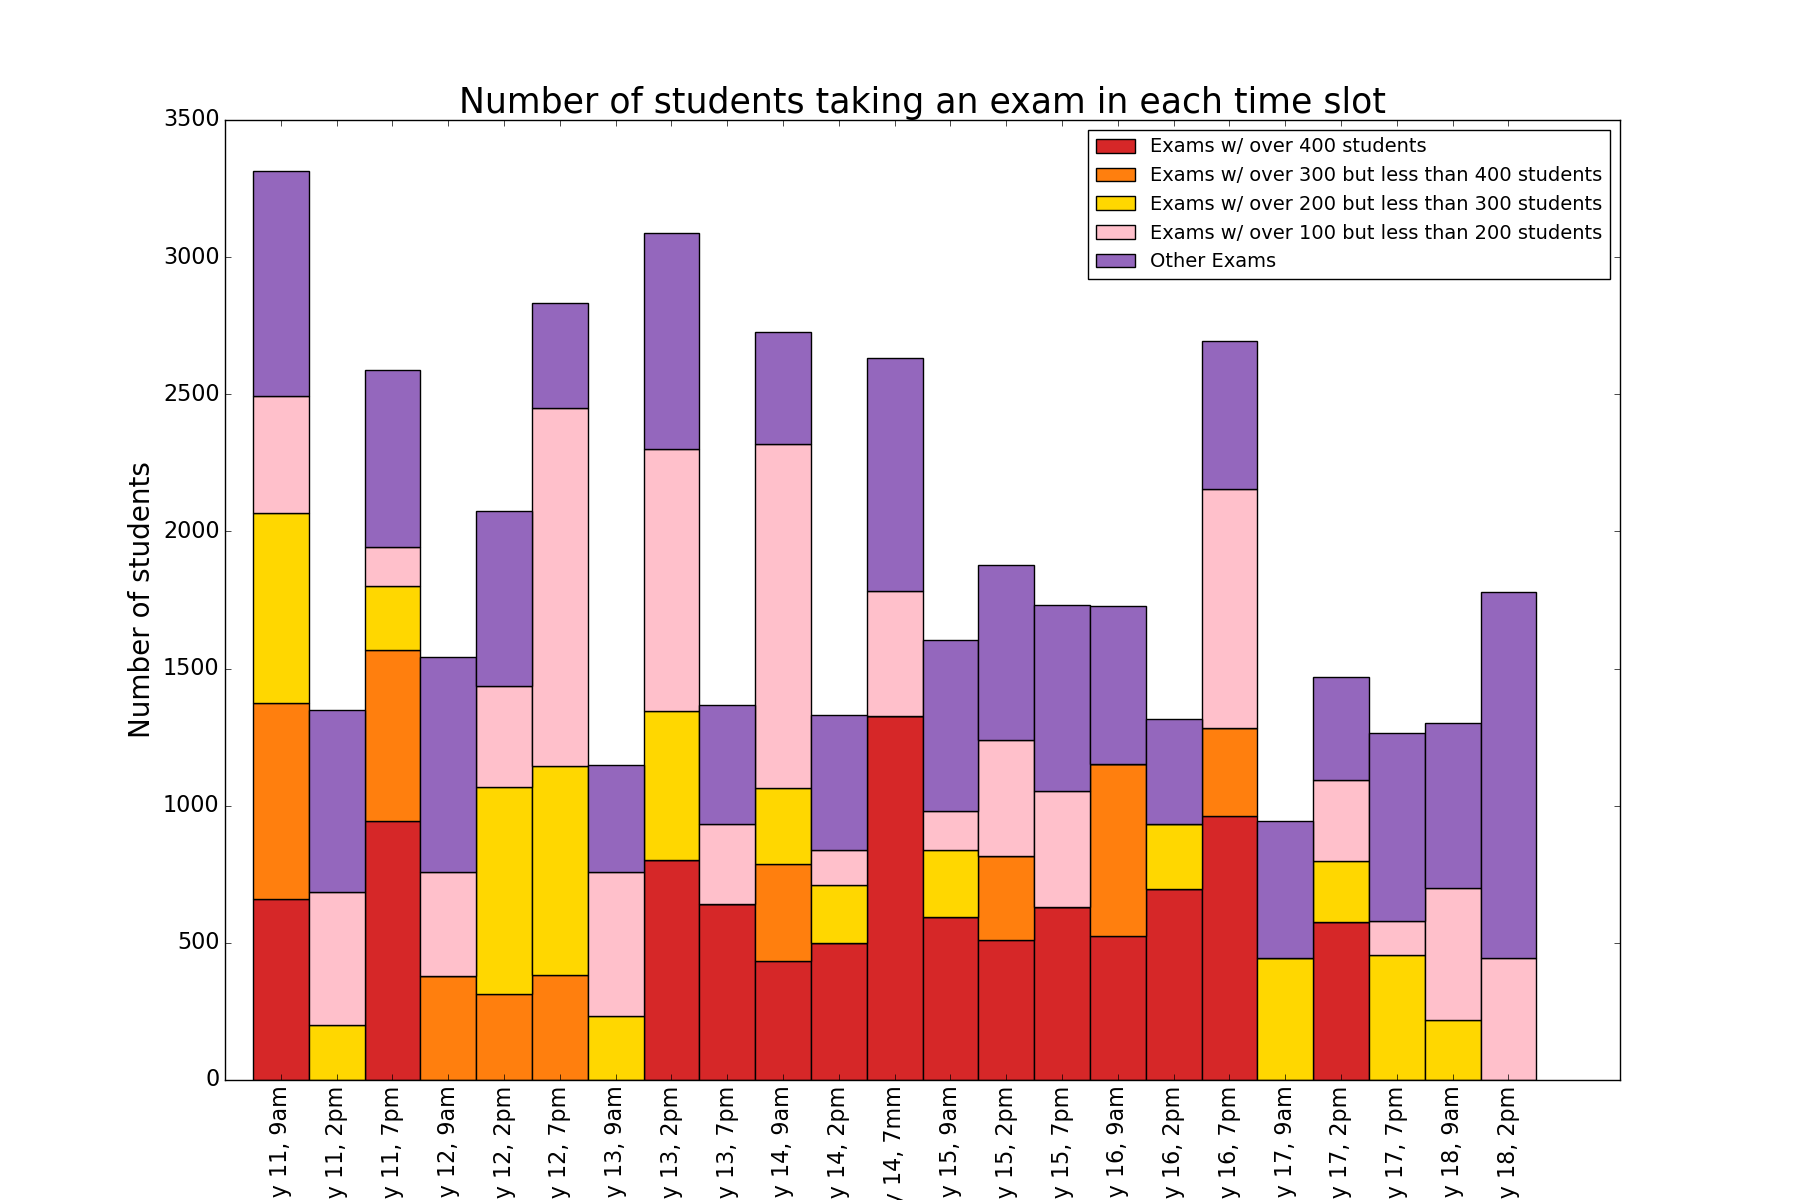 Number of students taking an exam in each time slot
Number of students
3500
3000
2500
2000
1500
1000
500
0
Exams w/ over 400 students
Exams w/ over 300 but less than 400 students
Exams w/ over 200 but less than 300 students
Exams w/ over 100 but less than 200 students
Other Exams
y 11, 9am
y 11, 2pm
y 11, 7pm
y 12, 9am
y 12, 2pm
y 12, 7pm
y 13, 9am
y 13, 2pm
y 13, 7pm
y 14, 9am
y 14, 2pm
y 14, 7mm
y 15, 9am
y 15, 2pm
y 15, 7pm
y 16, 9am
y 16, 2pm
y 16, 7pm
y 17, 9am
y 17, 2pm
y 17, 7pm
y 18, 9am
y 18, 2pm